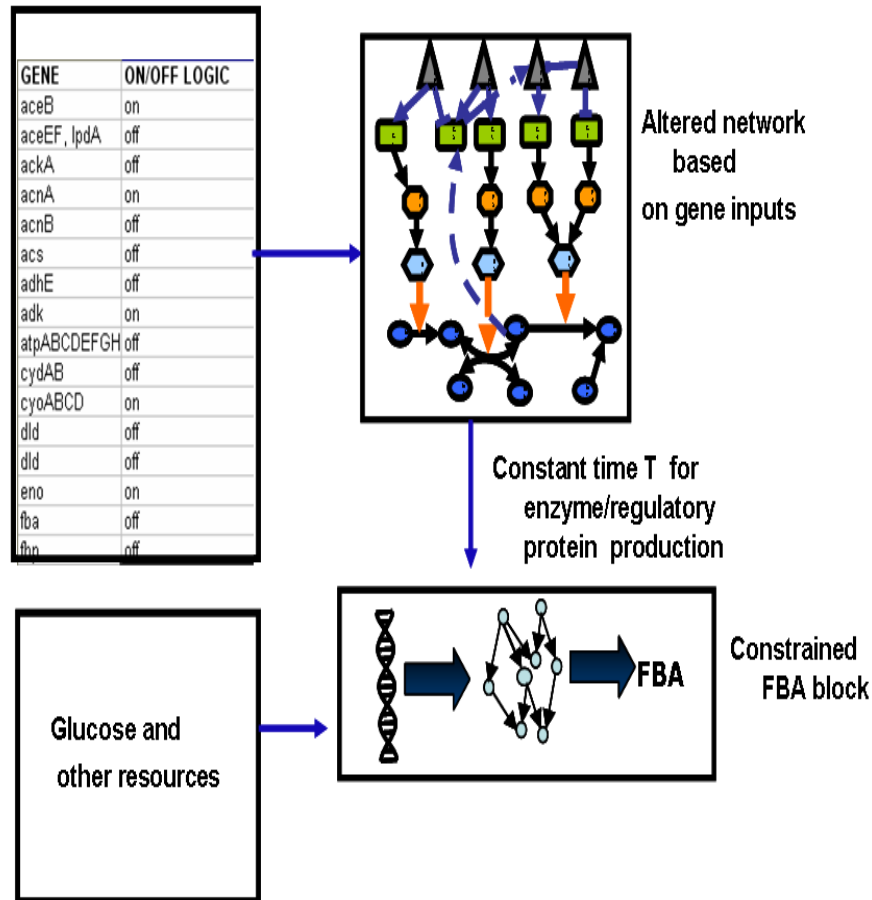 GENE ON/OFF LOGIC
aceB on
aceEF, lpdA off
ackA off
acnA on
acnB off
acs off
adhE off
adk on
atpABCDEFGH off
cydAB off
cyoABCD on
dld off
dld off
eno on
fba off
fbp off
Altered network
based
on gene inputs
Constant time T for
enzyme/regulatory
protein production
Glucose and
other resources
FBA
Constrained
FBA block